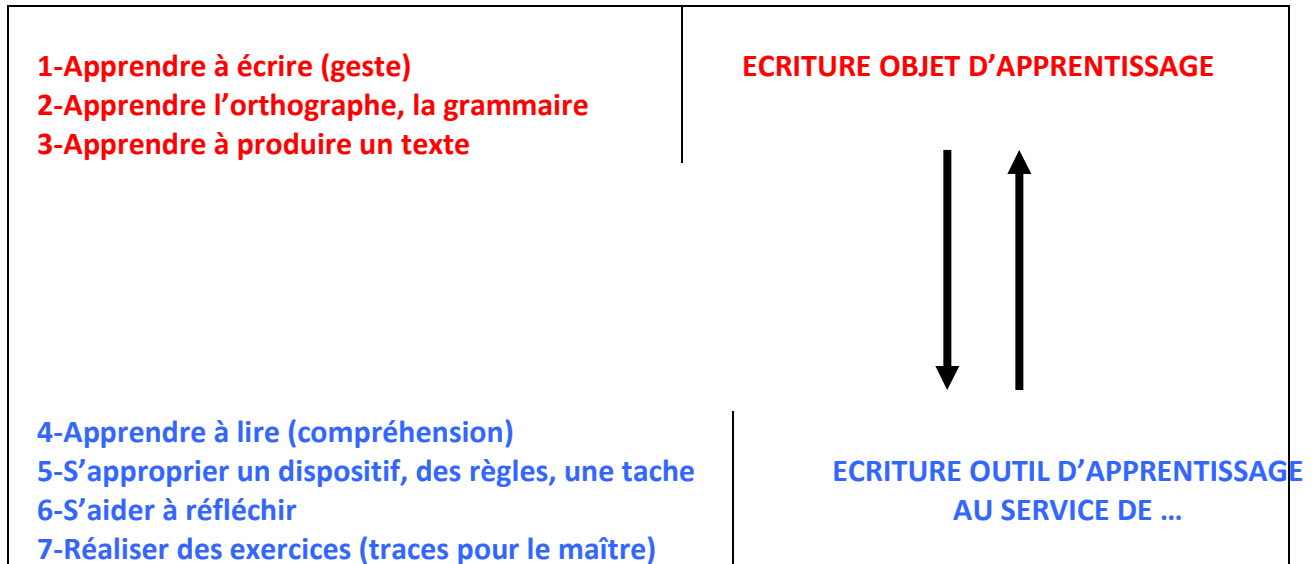 1-Apprendre à écrire (geste)
2-Apprendre l’orthographe, la grammaire
3-Apprendre à produire un texte
ECRITURE OBJET D’APPRENTISSAGE
4-Apprendre à lire (compréhension)
5-S’approprier un dispositif, des règles, une tache
6-S’aider à réfléchir
7-Réaliser des exercices (traces pour le maître)
ECRITURE OUTIL D’APPRENTISSAGE
AU SERVICE DE …